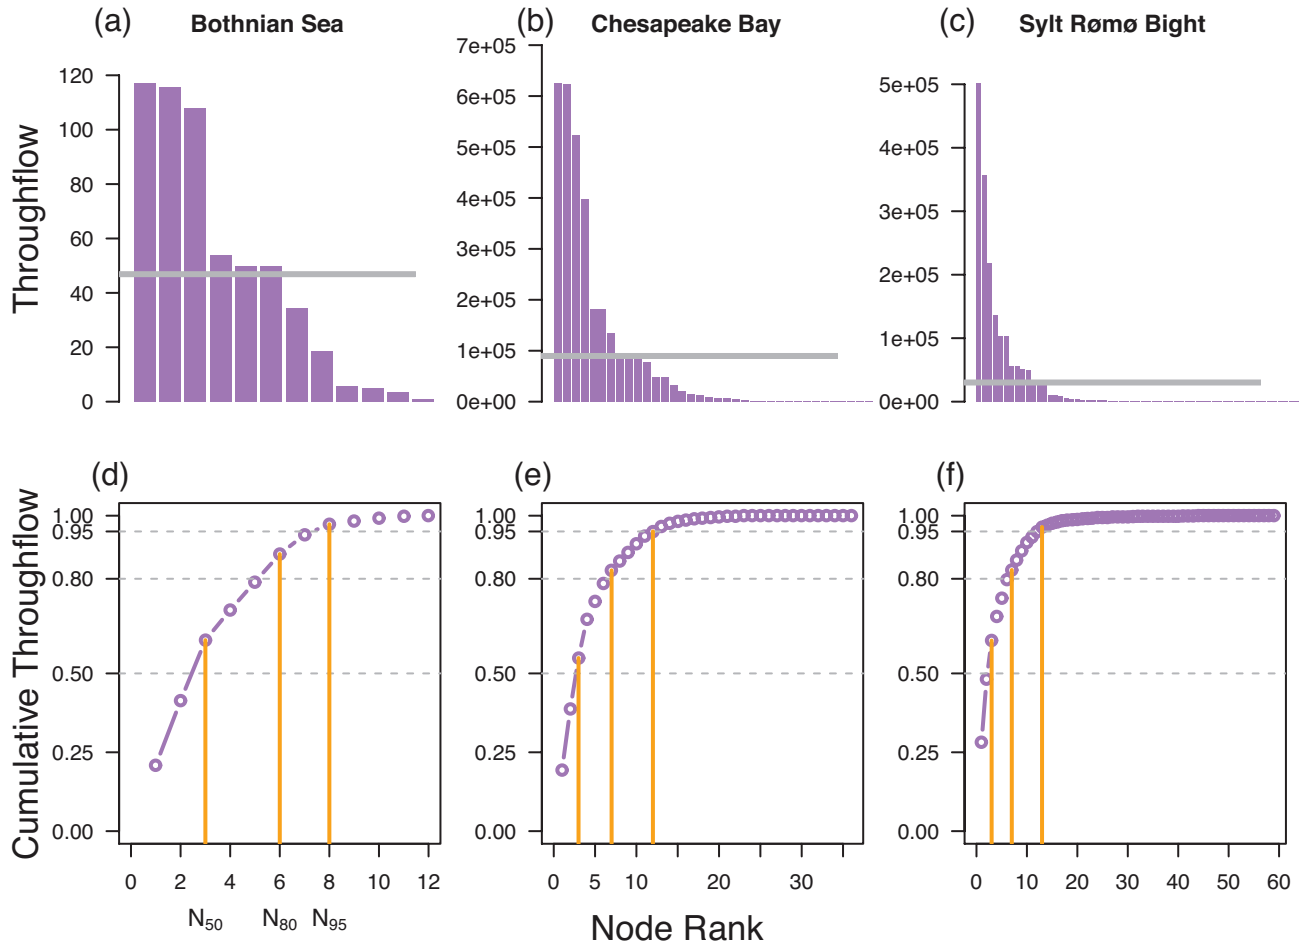 (a) Bothnian Sea
(b) Chesapeake Bay
(c) Sylt Rømø Bight
Throughflow
120
100
80
60
40
20
0
7e+05
6e+05
5e+05
4e+05
3e+05
2e+05
1e+05
0e+00
5e+05
4e+05
3e+05
2e+05
1e+05
0e+00
(d)
(e)
(f)
Cumulative Throughflow
1.00
0.95
0.80
0.50
0.25
0.00
0 2 4 6 8 10 12
N50 N80 N95
1.00
0.95
0.80
0.50
0.25
0.00
0 5 10 20 30
1.00
0.95
0.80
0.50
0.25
0.00
0 10 20 30 40 50 60
Node Rank